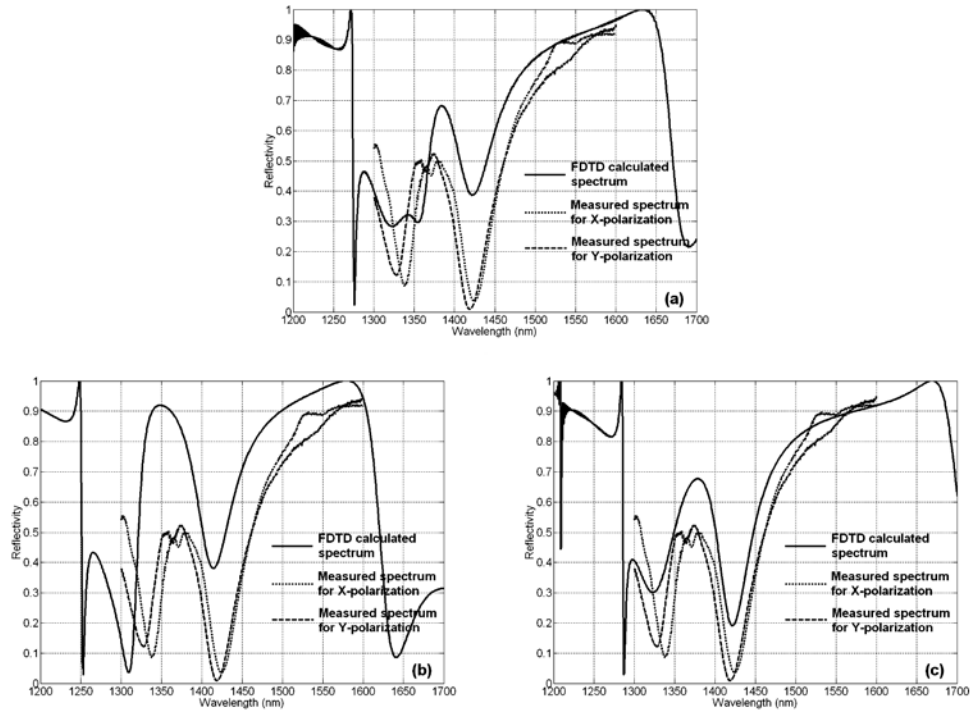 1
0.9
0.8
0.7
0.6
0.5
0.4
0.3
0.2
0.1
0
Reflectivity
FDTD calculated
spectrum
Measured spectrum
for X-polarization
Measured spectrum
for Y-polarization
(a)
1200 1250 1300 1350 1400 1450 1500 1550 1600 1650 1700
Wavelength (nm)
1
0.9
0.8
0.7
0.6
0.5
0.4
0.3
0.2
0.1
0
Reflectivity
FDTD calculated
spectrum
Measured spectrum
for X-polarization
Measured spectrum
for Y-polarization
(b)
1200 1250 1300 1350 1400 1450 1500 1550 1600 1650 1700
Wavelength (nm)
1
0.9
0.8
0.7
0.6
0.5
0.4
0.3
0.2
0.1
0
Reflectivity
FDTD calculated
spectrum
Measured spectrum
for X-polarization
Measured spectrum
for Y-polarization
(c)
1200 1250 1300 1350 1400 1450 1500 1550 1600 1650 1700
Wavelength (nm)